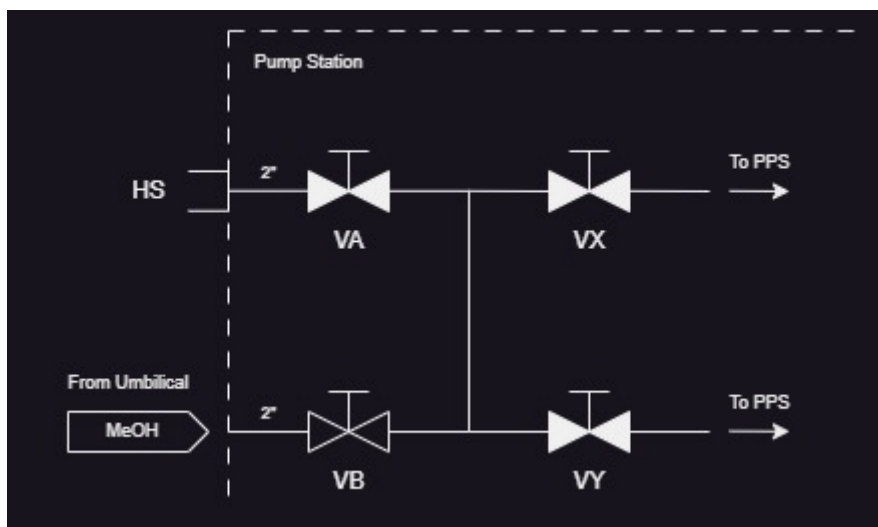 Pump Station
2"
To PPS
HS
VA
VX
From Umbilical
2"
To PPS
MeOH
VB
VY